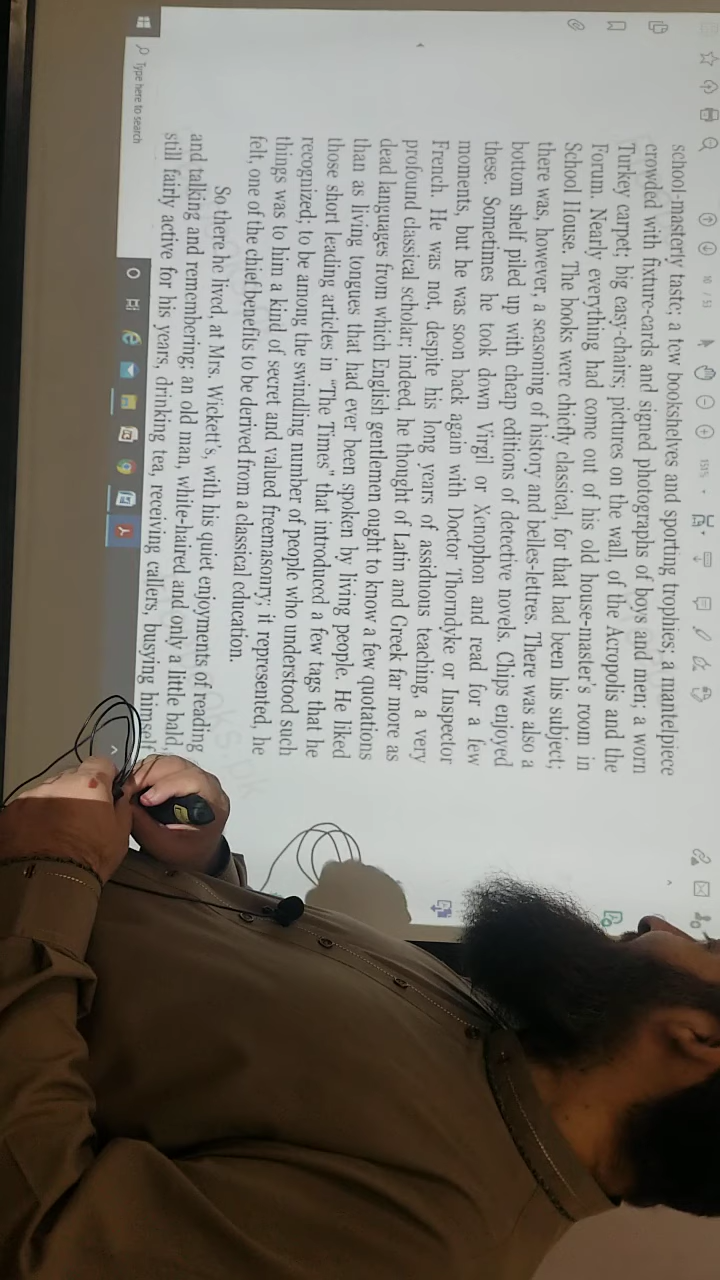 10 / 51
151%
school-masterly taste; a few bookshelves and sporting trophies; a mantelpiece
crowded with fixture-cards and signed photographs of boys and men; a worn
Turkey carpet; big easy-chairs; pictures on the wall, of the Acropolis and the
Forum. Nearly everything had come out of his old house-master's room in
School House. The books were chiefly classical, for that had been his subject;
there was, however, a seasoning of history and belles-lettres. There was also a
bottom shelf piled up with cheap editions of detective novels. Chips enjoyed
these. Sometimes he took down Virgil or Xenophon and read for a few
moments, but he was soon back again with Doctor Thorndyke or Inspector
French. He was not, despite his long years of assiduous teaching, a very
profound classical scholar; indeed, he thought of Latin and Greek far more as
dead languages from which English gentlemen ought to know a few quotations
than as living tongues that had ever been spoken by living people. He liked
those short leading articles in "The Times" that introduced a few tags that he
recognized; to be among the swindling number of people who understood such
things was to him a kind of secret and valued freemasonry; it represented, he
felt, one of the chief benefits to be derived from a classical education.
So there he lived, at Mrs. Wickett's, with his quiet enjoyments of reading
and talking and remembering; an old man, white-haired and only a little bald,
still fairly active for his years, drinking tea, receiving callers, busying himself
Type here to search